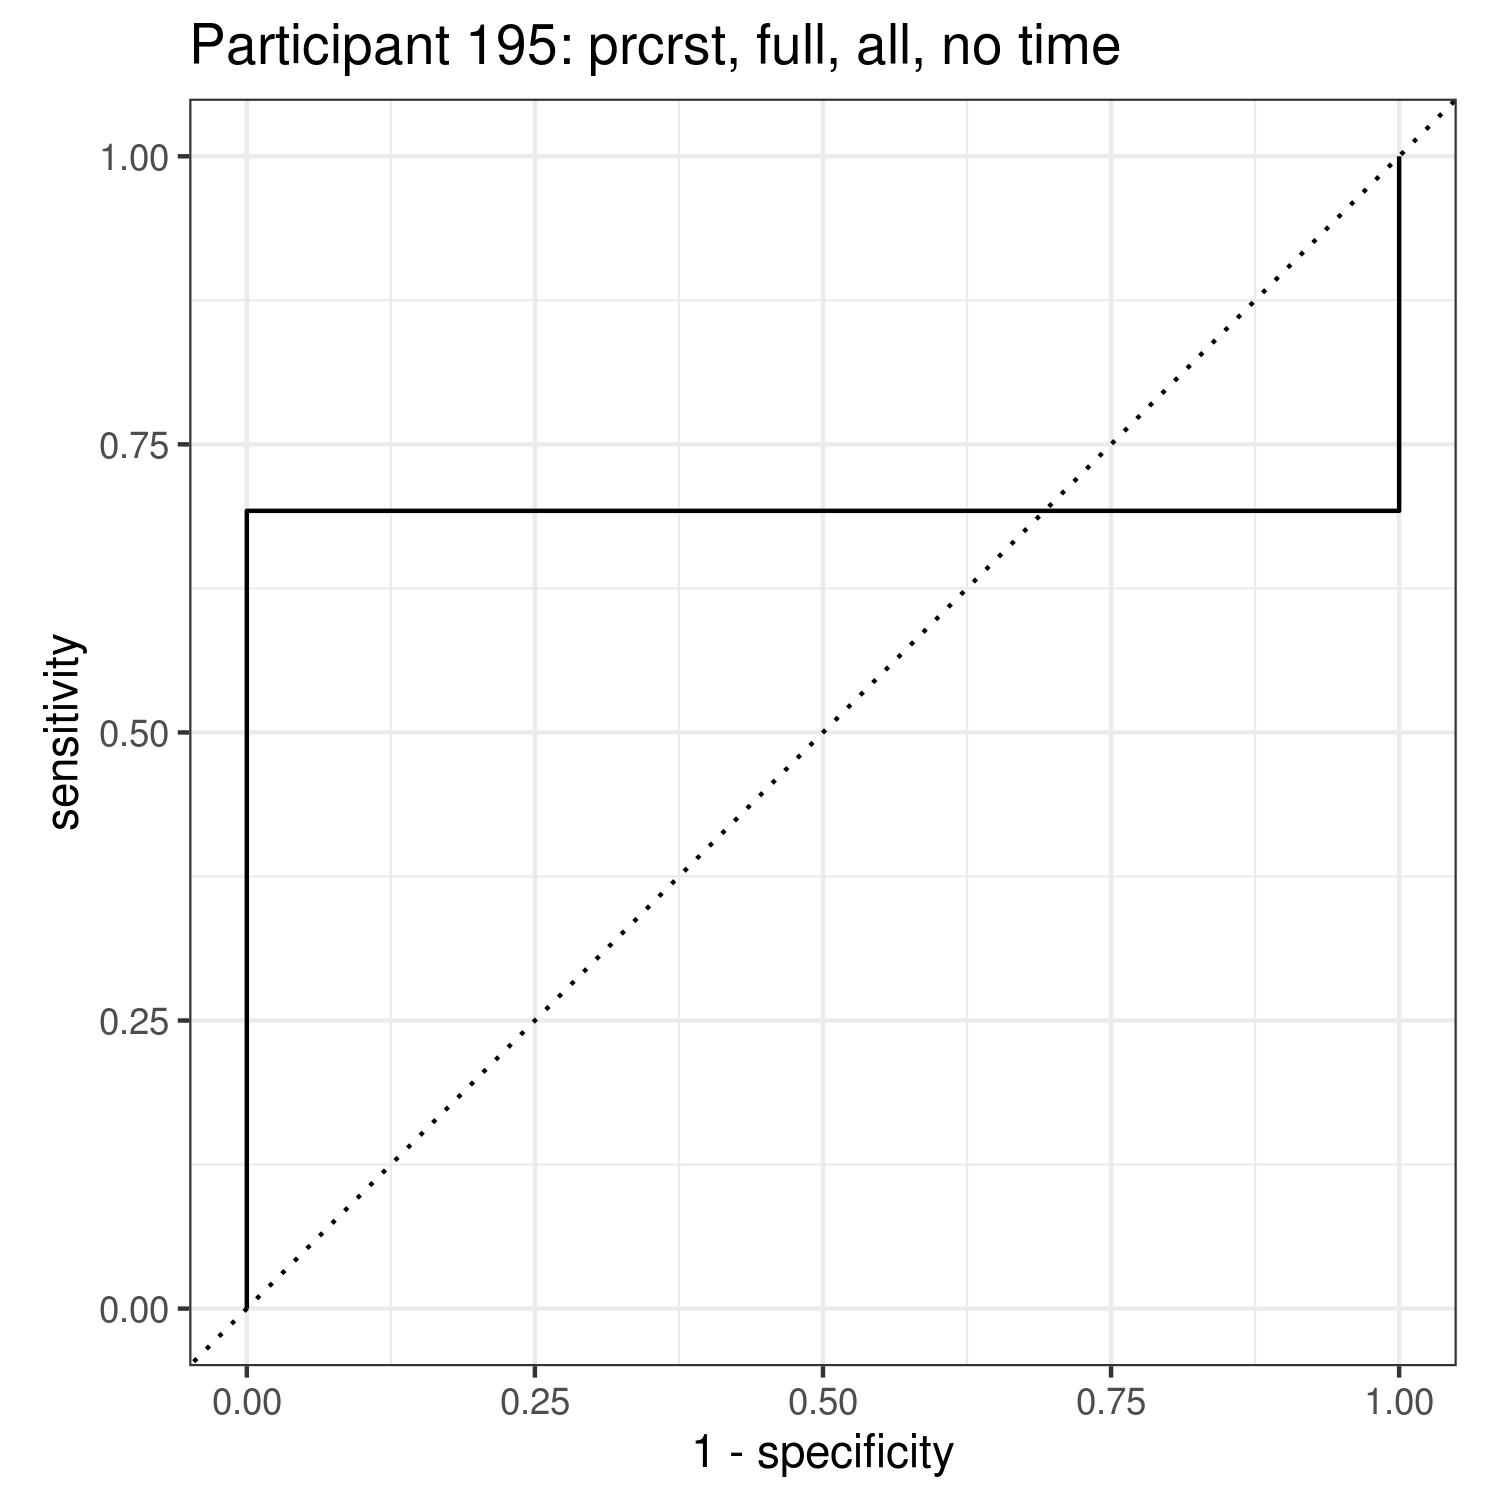 Participant 195: prcrst, full, all, no time
1.00
0.75
0.50
0.25
0.00
sensitivity
0.00 0.25 0.50 0.75 1.00
1 - specificity